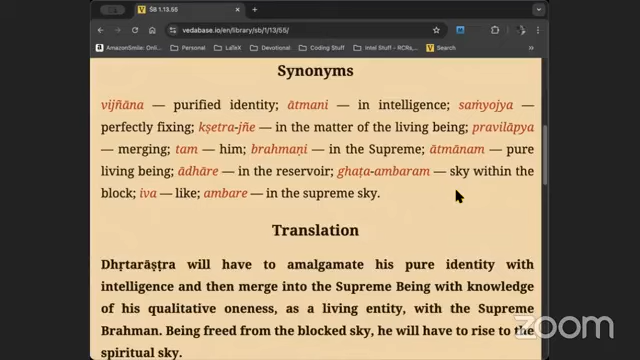 ŚB 1.13.55
vedabase.io/en/library/sb/1/13/55/
AmazonSmile: Onli...
Personal
LaTeX
Devotional
Coding Stuff
Intel Stuff - RCRs,...
Search
Synonyms
vijñāna — purified identity; ātmani — in intelligence; saṁyojya —
perfectly fixing; kṣetra-jñe — in the matter of the living being; pravilāpya
— merging; tam — him; brahmaṇi — in the Supreme; ātmānam — pure
living being; ādhāre — in the reservoir; ghaṭa-ambaram — sky within the
block; iva — like; ambare — in the supreme sky.
Translation
Dhṛtarāṣṭra will have to amalgamate his pure identity with
intelligence and then merge into the Supreme Being with knowledge
of his qualitative oneness, as a living entity, with the Supreme
Brahman. Being freed from the blocked sky, he will have to rise to the
spiritual sky.
zoom